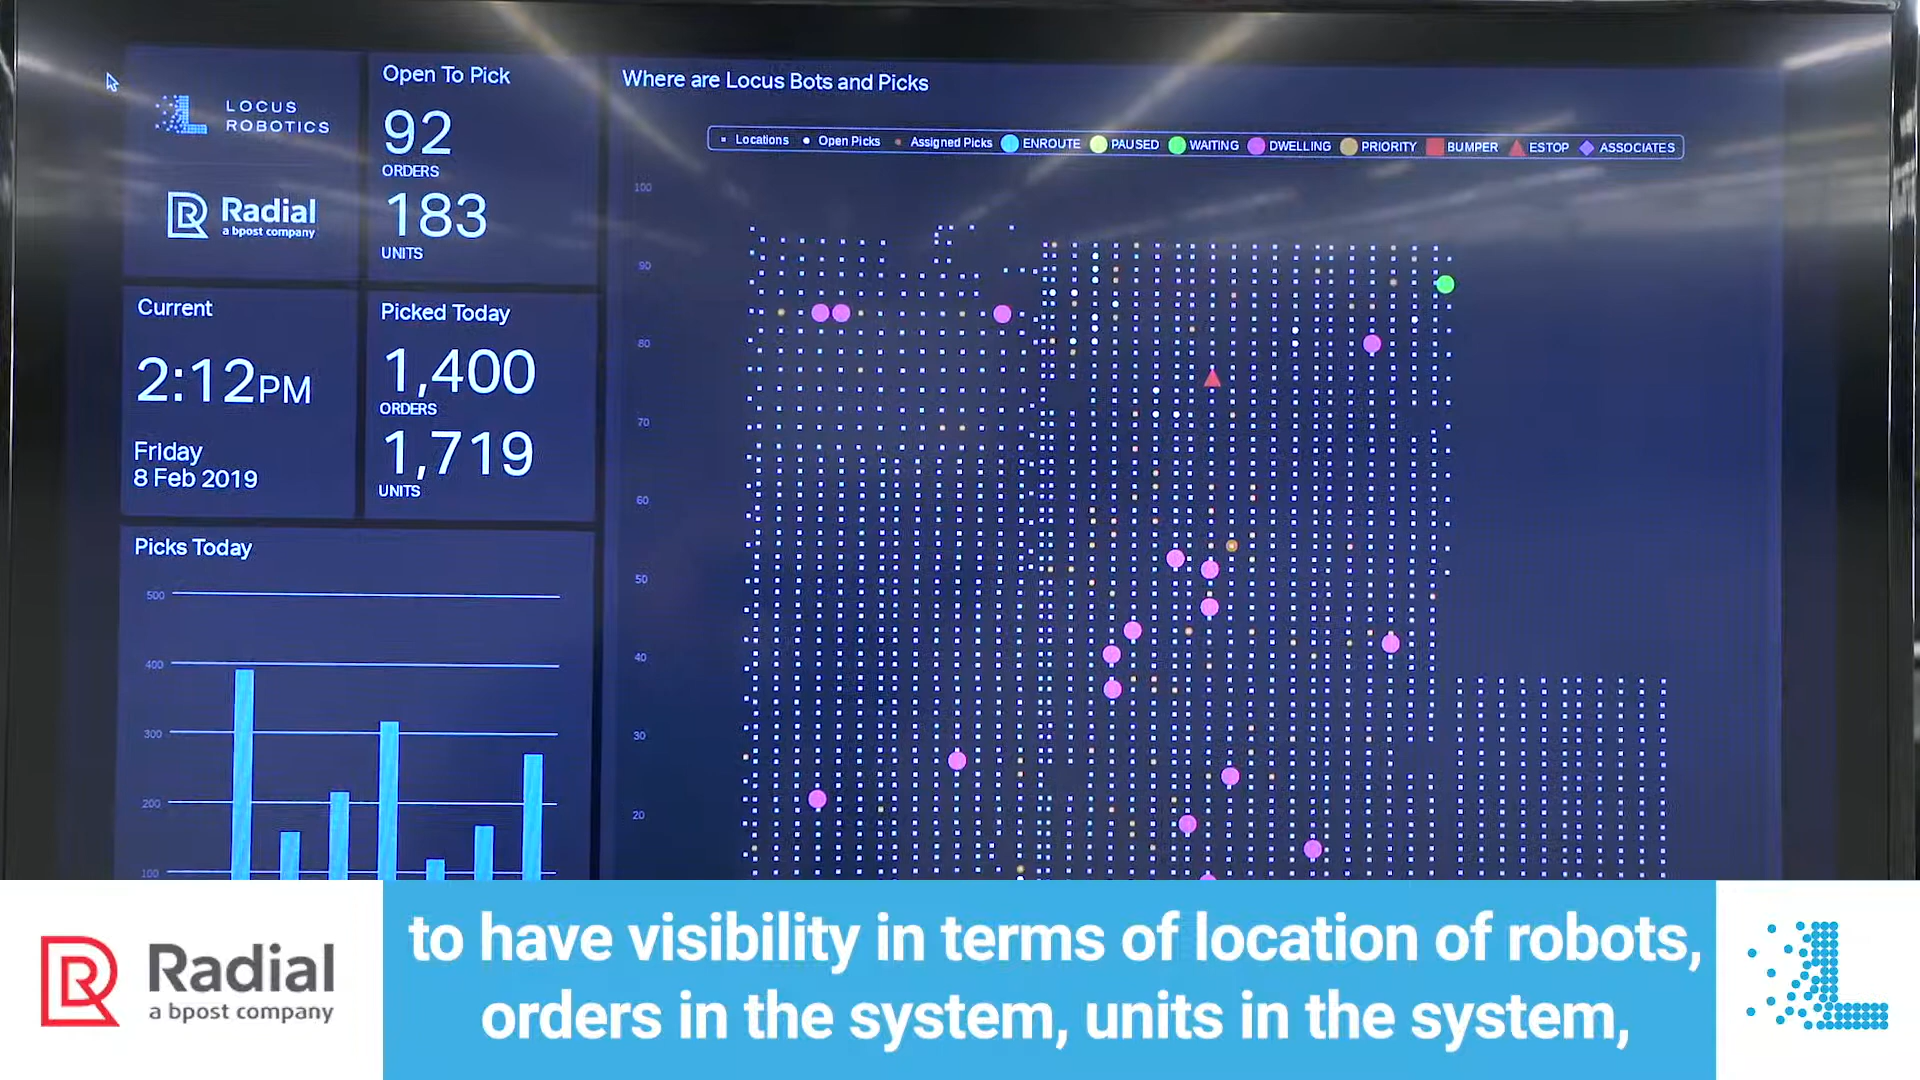 LOCUS
ROBOTICS
Radial
a bpost company
Open To Pick
92
ORDERS
183
UNITS
Current
2:12PM
Friday
8 Feb 2019
Picked Today
1,400
ORDERS
1,719
UNITS
Picks Today
500
400
300
200
100
Where are Locus Bots and Picks
Locations Open Picks Assigned Picks ENROUTE PAUSED WAITING DWELLING PRIORITY BUMPER ESTOP ASSOCIATES
100
90
80
70
60
50
40
30
20
Radial
a bpost company
to have visibility in terms of location of robots,
orders in the system, units in the system,